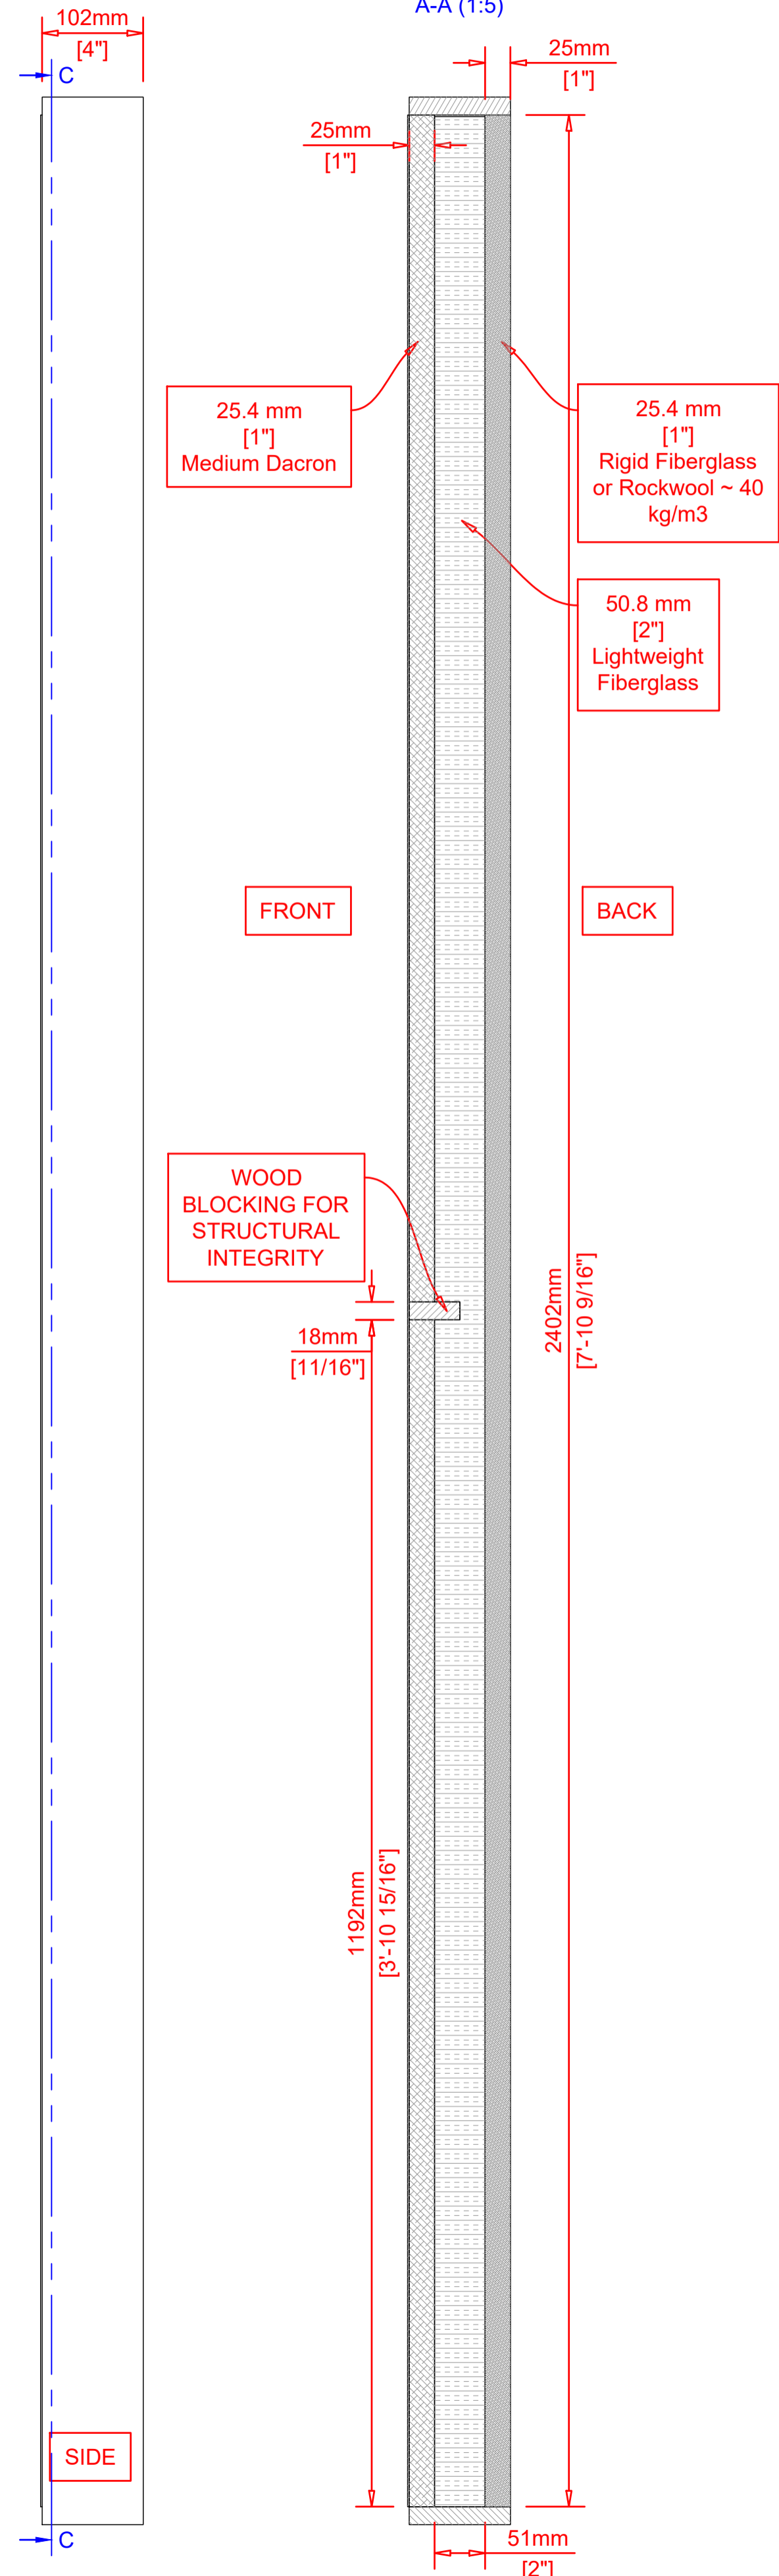 A-A (1:5)
102mm
[4"]
C
25mm
[1"]
25mm
[1"]
25.4 mm
[1"]
Medium Dacron
25.4 mm
[1"]
Rigid Fiberglass
or Rockwool ~ 40
kg/m3
50.8 mm
[2"]
Lightweight
Fiberglass
FRONT
BACK
WOOD
BLOCKING FOR
STRUCTURAL
INTEGRITY
18mm
[11/16"]
2402mm
[7'-10 9/16"]
1192mm
[3'-10 15/16"]
SIDE
C
51mm
[2"]